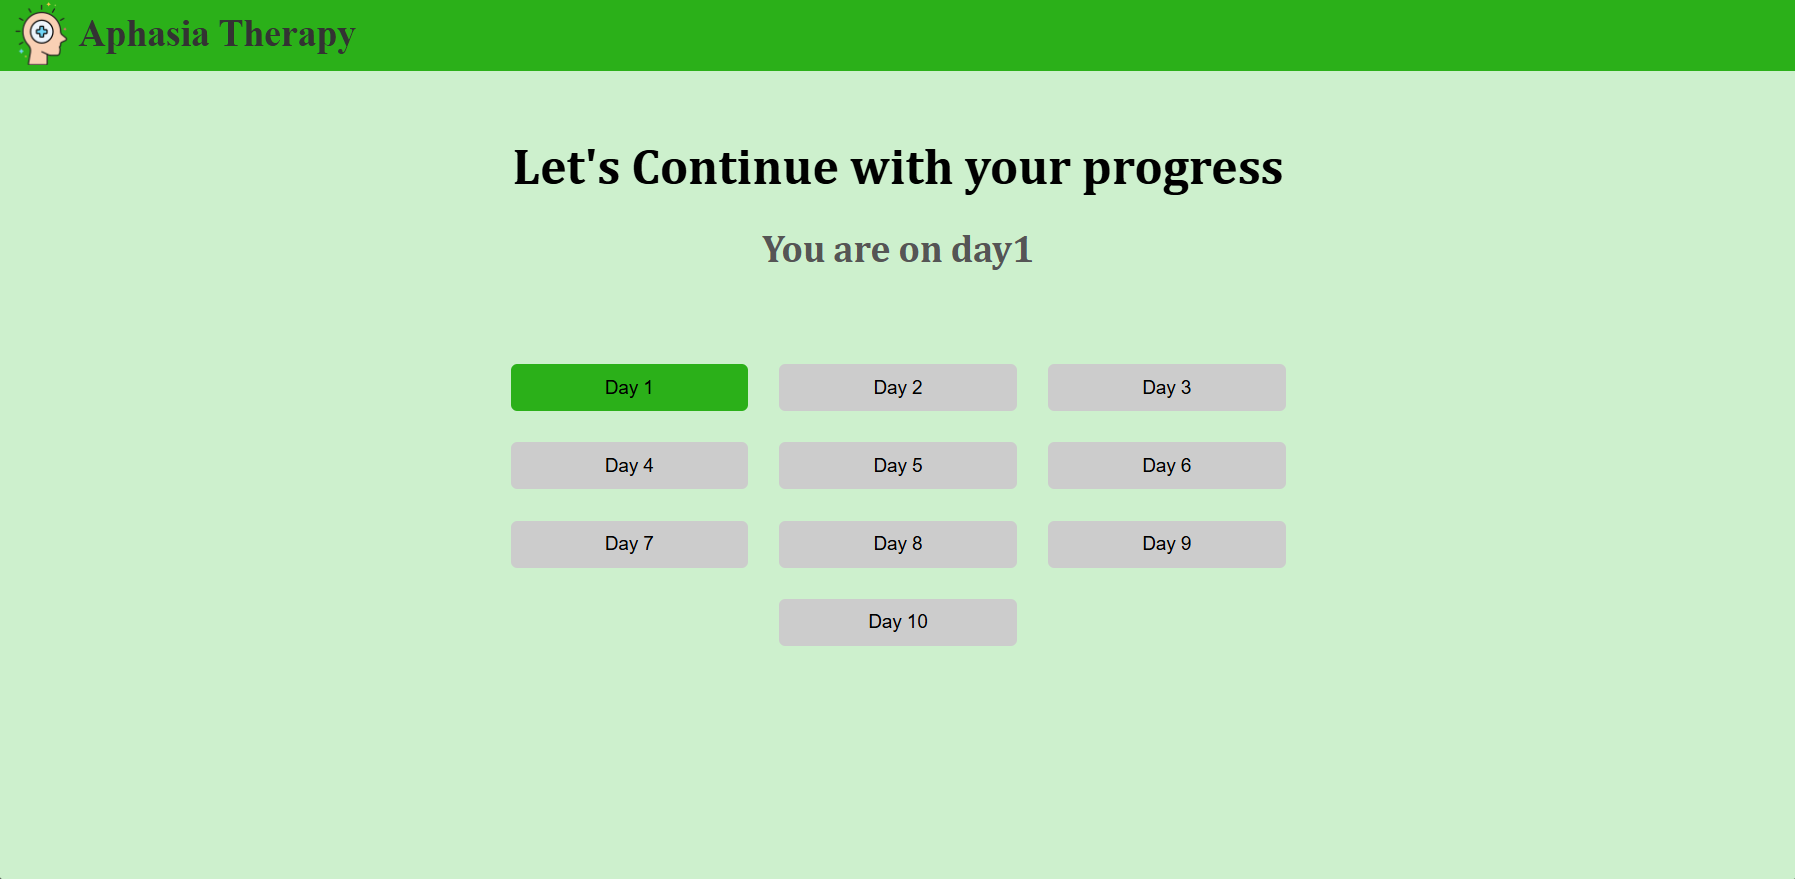 Aphasia Therapy
Let's Continue with your progress
You are on day1
Day 1
Day 2
Day 3
Day 4
Day 5
Day 6
Day 7
Day 8
Day 9
Day 10